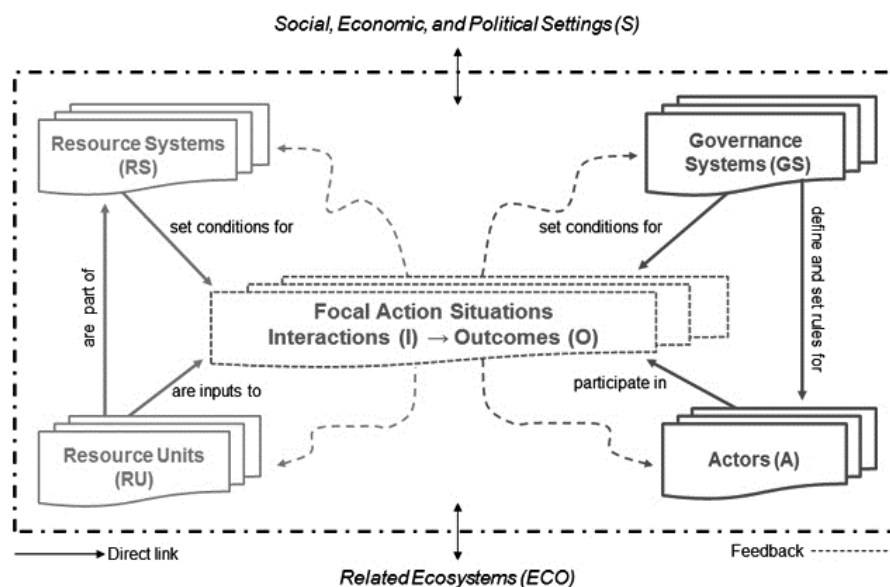 Social, Economic, and Political Settings (S)
Resource Systems
(RS)
Governance
Systems (GS)
set conditions for
set conditions for
are part of
define and set rules for
Focal Action Situations
Interactions (I) → Outcomes (O)
are inputs to
participate in
Resource Units
(RU)
Actors (A)
Direct link
Feedback
Related Ecosystems (ECO)